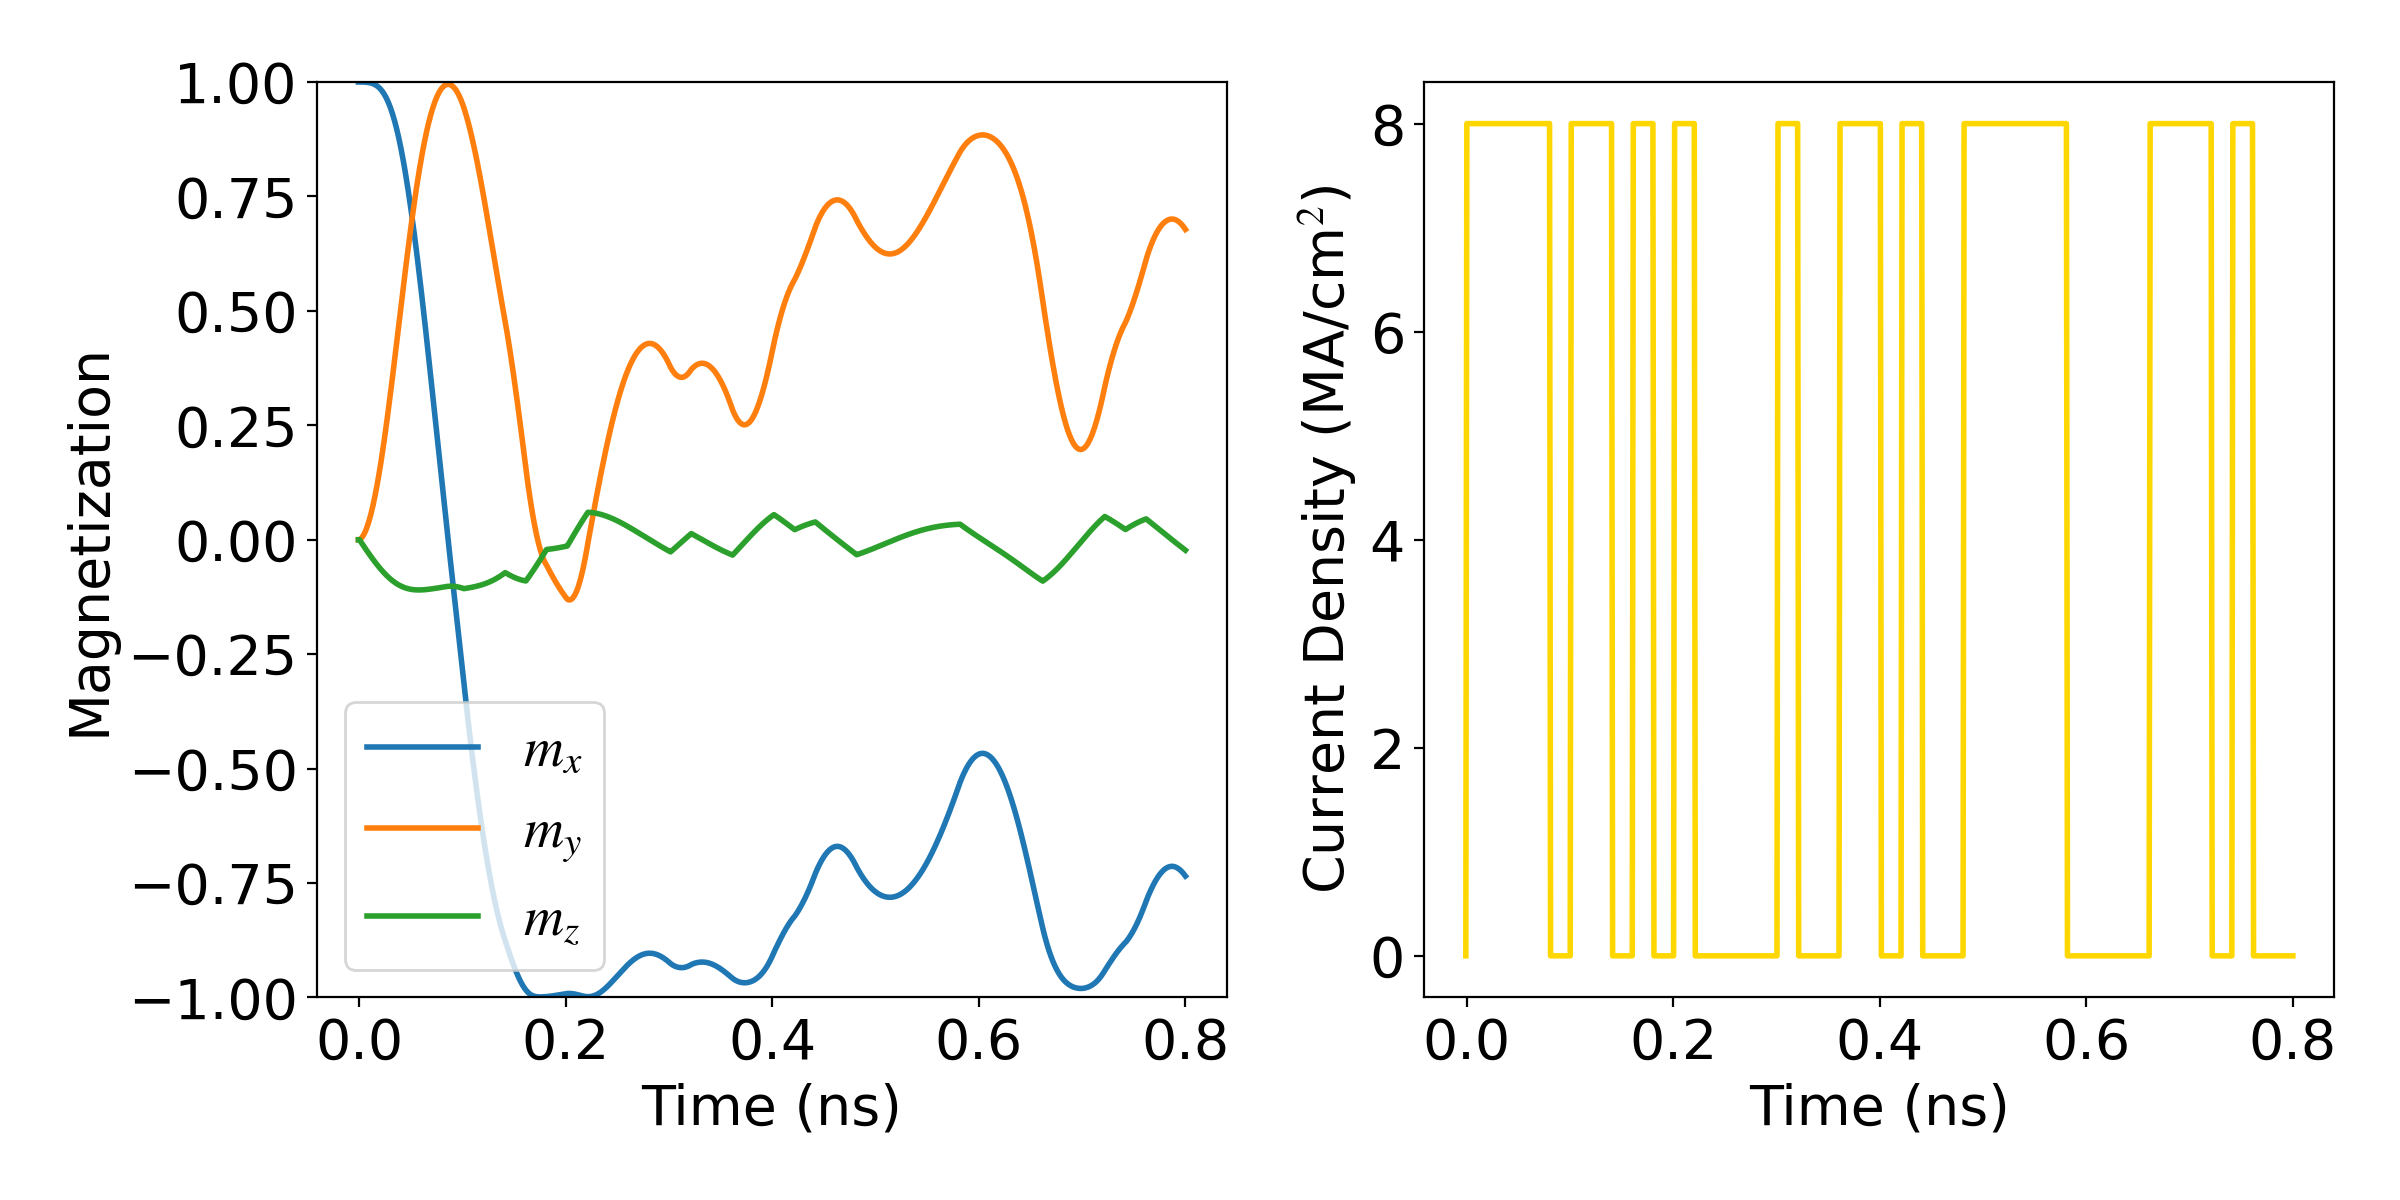 Magnetization
1.00
0.75
0.50
0.25
0.00
−0.25
−0.50
−0.75
−1.00
m_x
m_y
m_z
0.0 0.2 0.4 0.6 0.8
Time (ns)
Current Density (MA/cm²)
8
6
4
2
0
0.0 0.2 0.4 0.6 0.8
Time (ns)